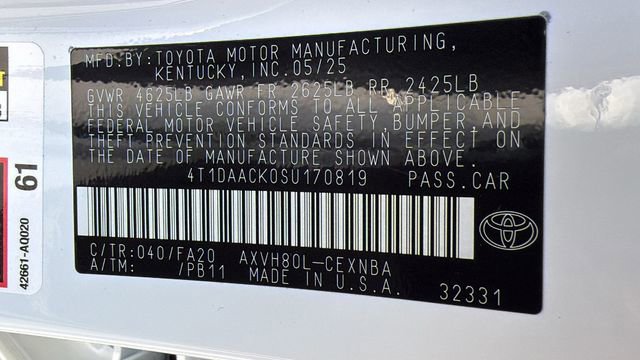 MFD.BY:TOYOTA MOTOR MANUFACTURING,
KENTUCKY,INC.05/25
GVWR 4625LB GAWR FR 2625LB RR 2425LB
THIS VEHICLE CONFORMS TO ALL APPLICABLE
FEDERAL MOTOR VEHICLE SAFETY,BUMPER,AND
THEFT PREVENTION STANDARDS IN EFFECT ON
THE DATE OF MANUFACTURE SHOWN ABOVE.
4T1DAACK0SU170819 PASS.CAR
C/TR:040/FA20 AXVH80L-CEXNBA
A/TM: /PB11 MADE IN U.S.A. 32331
61
42661-AQ020